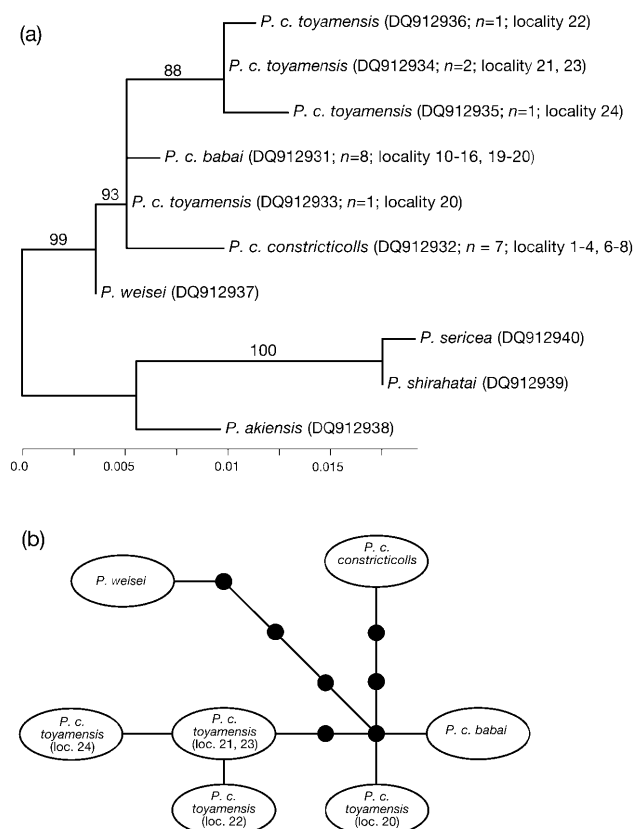 (a)
P. c. toyamensis (DQ912936; n=1; locality 22)
88
P. c. toyamensis (DQ912934; n=2; locality 21, 23)
P. c. toyamensis (DQ912935; n=1; locality 24)
P. c. babai (DQ912931; n=8; locality 10-16, 19-20)
93
P. c. toyamensis (DQ912933; n=1; locality 20)
99
P. c. constricticolls (DQ912932; n = 7; locality 1-4, 6-8)
P. weisei (DQ912937)
P. sericea (DQ912940)
100
P. shirahatai (DQ912939)
P. akiensis (DQ912938)
0.0 0.005 0.01 0.015
(b)
P. weisei
P. c.
constricticolls
P. c.
toyamensis
(loc. 24)
P. c.
toyamensis
(loc. 21, 23)
P. c. babai
P. c.
toyamensis
(loc. 22)
P. c.
toyamensis
(loc. 20)